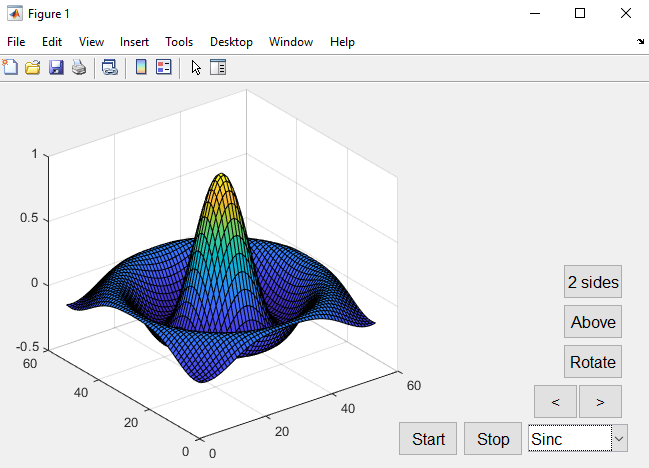 Figure 1
File Edit View Insert Tools Desktop Window Help
1
0.5
0
-0.5
60
40
20
0
0
20
40
60
2 sides
Above
Rotate
< >
Start Stop Sinc